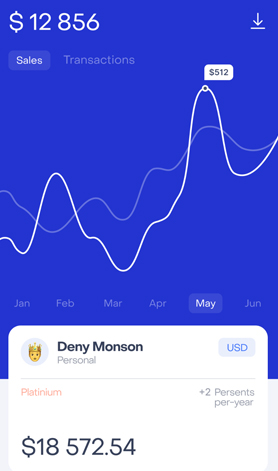 $ 12 856
Sales Transactions
$512
Jan Feb Mar Apr May Jun
Deny Monson
USD
Personal
Platinium
+2 Persents
per-year
$18 572.54